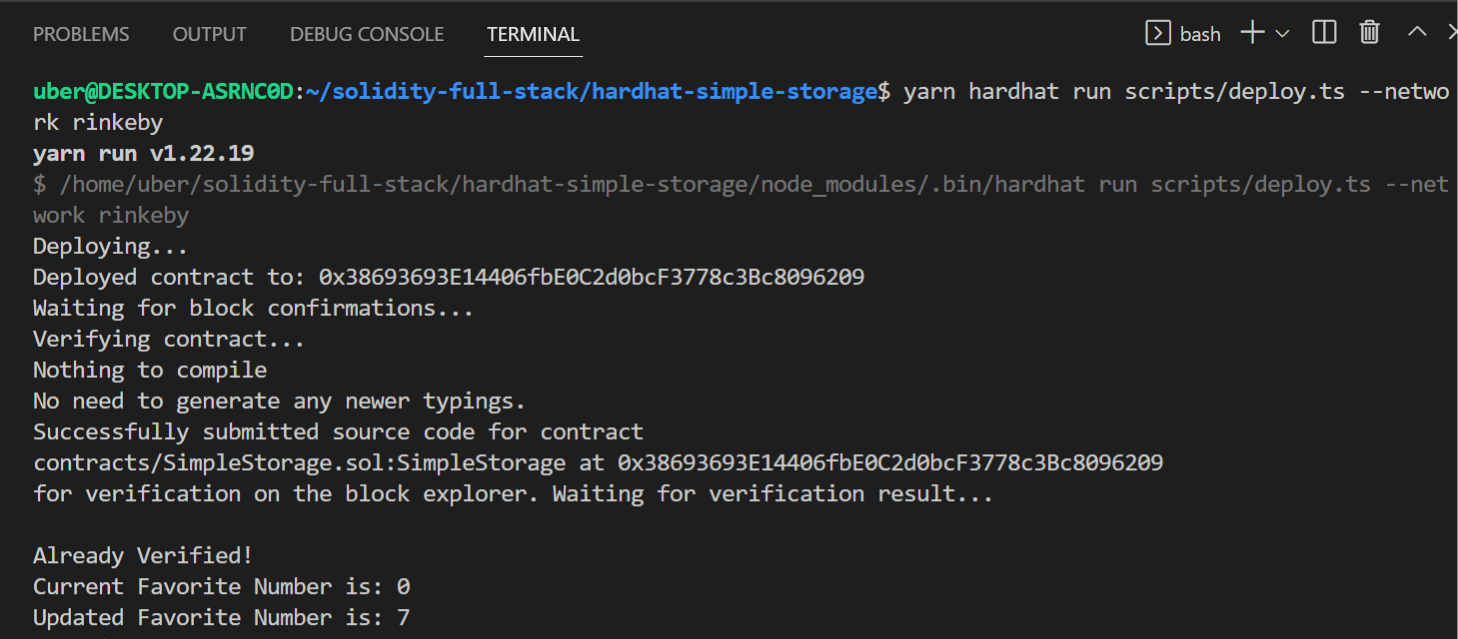 PROBLEMS OUTPUT DEBUG CONSOLE TERMINAL bash
uber@DESKTOP-ASRNC0D:~/solidity-full-stack/hardhat-simple-storage$ yarn hardhat run scripts/deploy.ts --netwo
rk rinkeby
yarn run v1.22.19
$ /home/uber/solidity-full-stack/hardhat-simple-storage/node_modules/.bin/hardhat run scripts/deploy.ts --net
work rinkeby
Deploying...
Deployed contract to: 0x38693693E14406fbE0C2d0bcF3778c3Bc8096209
Waiting for block confirmations...
Verifying contract...
Nothing to compile
No need to generate any newer typings.
Successfully submitted source code for contract
contracts/SimpleStorage.sol:SimpleStorage at 0x38693693E14406fbE0C2d0bcF3778c3Bc8096209
for verification on the block explorer. Waiting for verification result...
Already Verified!
Current Favorite Number is: 0
Updated Favorite Number is: 7